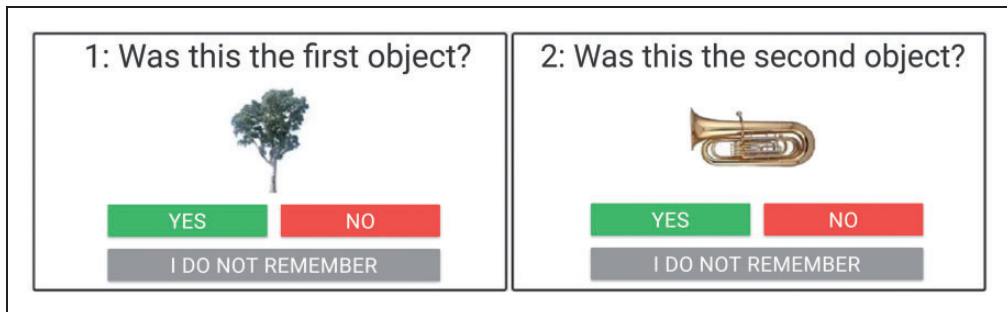 1: Was this the first object?
YES
NO
I DO NOT REMEMBER
2: Was this the second object?
YES
NO
I DO NOT REMEMBER